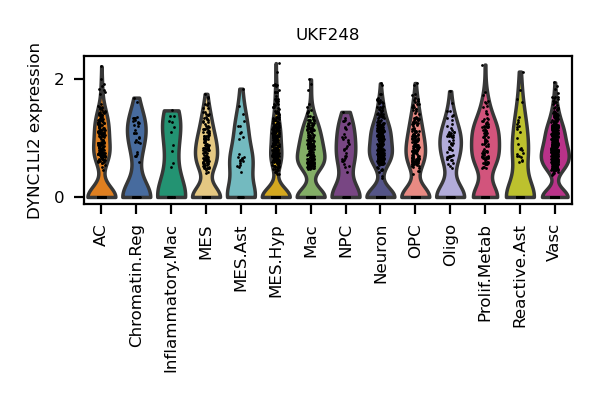 UKF248
DYNC1LI2 expression
2
0
AC
Chromatin.Reg
Inflammatory.Mac
MES
MES.Ast
MES.Hyp
Mac
NPC
Neuron
OPC
Oligo
Prolif.Metab
Reactive.Ast
Vasc